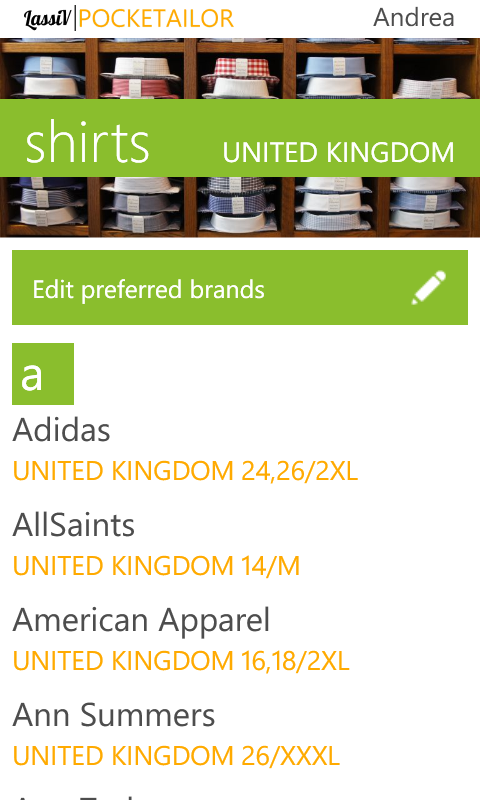 LassiV POCKETAILOR
Andrea
shirts
UNITED KINGDOM
Edit preferred brands
a
Adidas
UNITED KINGDOM 24,26/2XL
AllSaints
UNITED KINGDOM 14/M
American Apparel
UNITED KINGDOM 16,18/2XL
Ann Summers
UNITED KINGDOM 26/XXXL